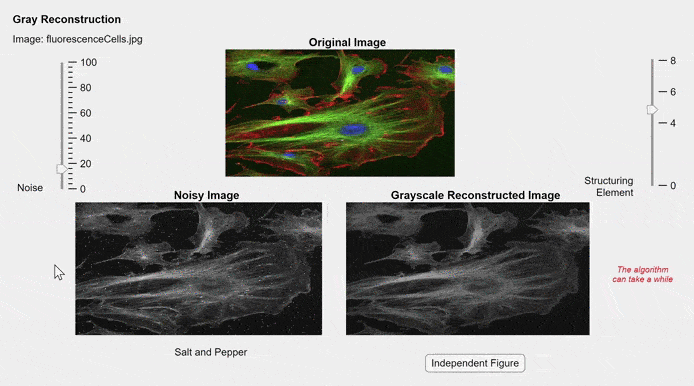 Gray Reconstruction
Image: fluorescenceCells.jpg
Original Image
100
80
60
40
20
0
Noise
8
6
4
0
Structuring
Element
Noisy Image
Grayscale Reconstructed Image
The algorithm
can take a while
Salt and Pepper
Independent Figure